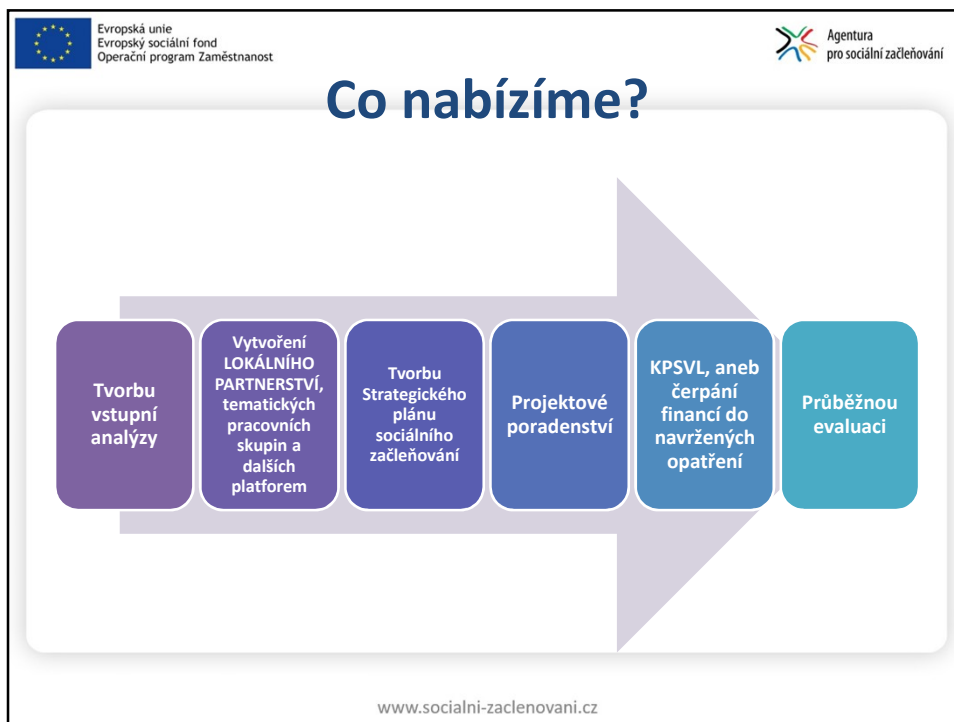 Evropská unie
Evropský sociální fond
Operační program Zaměstnanost
Agentura
pro sociální začleňování
Co nabízíme?
Tvorbu
vstupní
analýzy
Vytvoření
LOKÁLNÍHO
PARTNERSTVÍ,
tematických
pracovních
skupin a
dalších
platforem
Tvorbu
Strategického
plánu
sociálního
začleňování
Projektové
poradenství
KPSVL, aneb
čerpání
financí do
navržených
opatření
Průběžnou
evaluaci
www.socialni-zaclenovani.cz